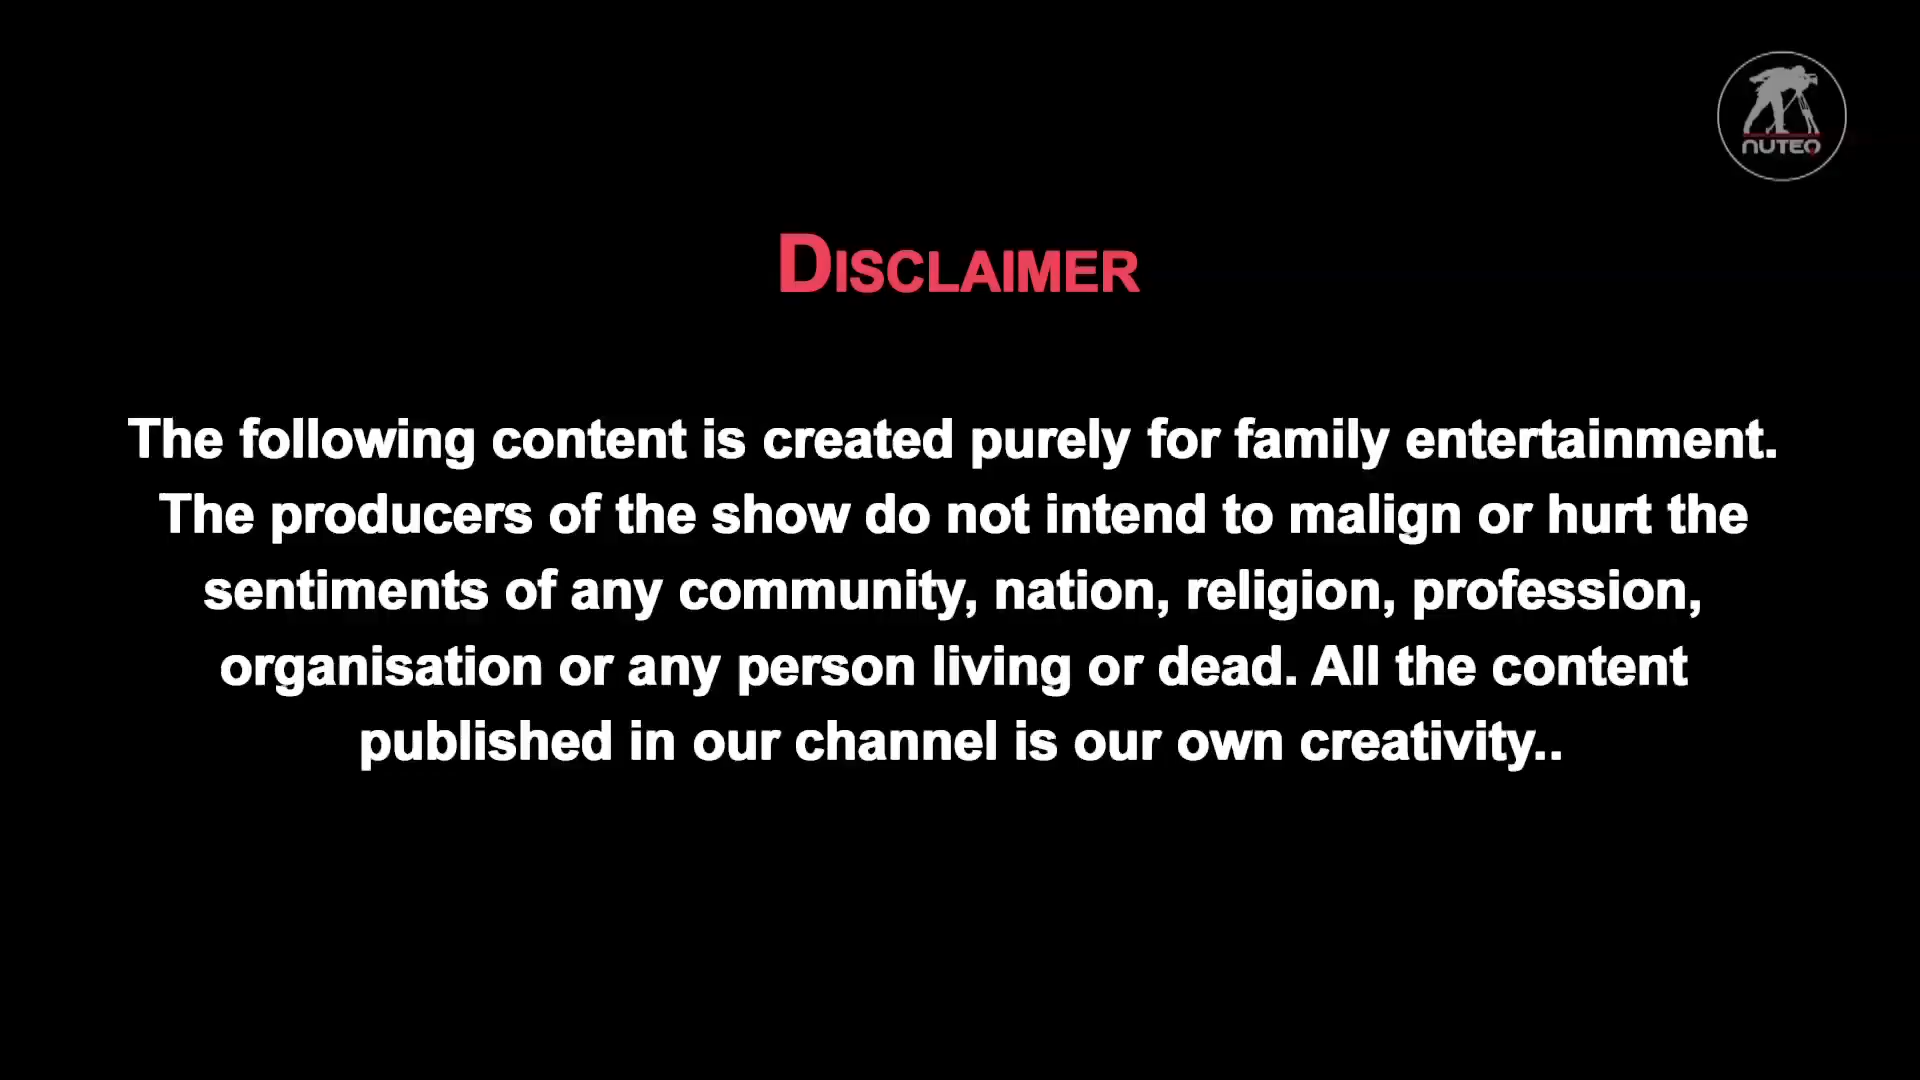 NUTEQ
DISCLAIMER
The following content is created purely for family entertainment.
The producers of the show do not intend to malign or hurt the
sentiments of any community, nation, religion, profession,
organisation or any person living or dead. All the content
published in our channel is our own creativity..